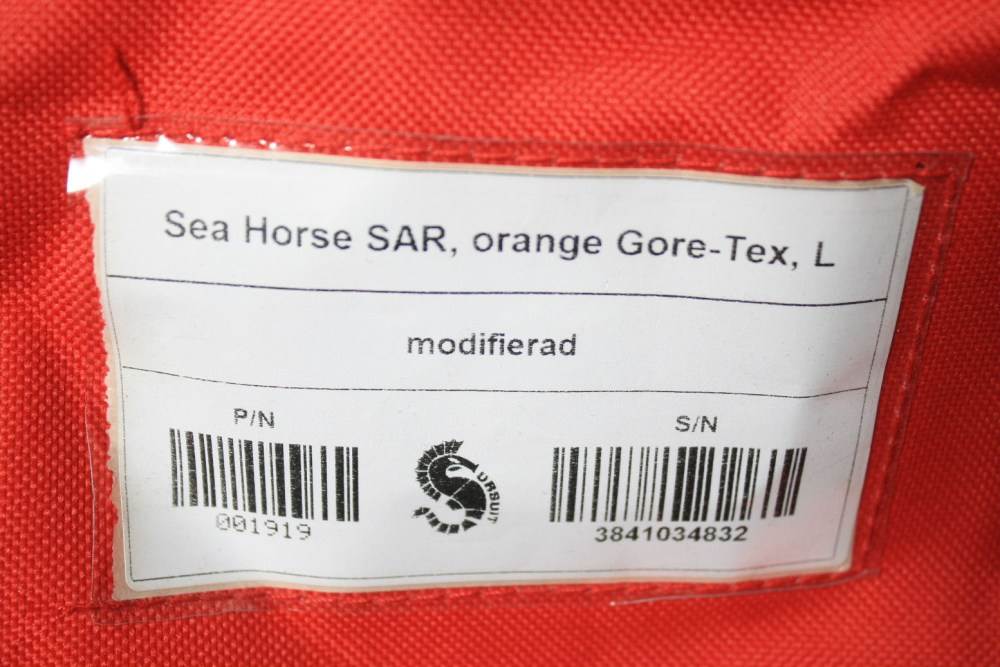 Sea Horse SAR, orange Gore-Tex, L
modifierad
P/N
S/N
URSUIT
001919
3841034832